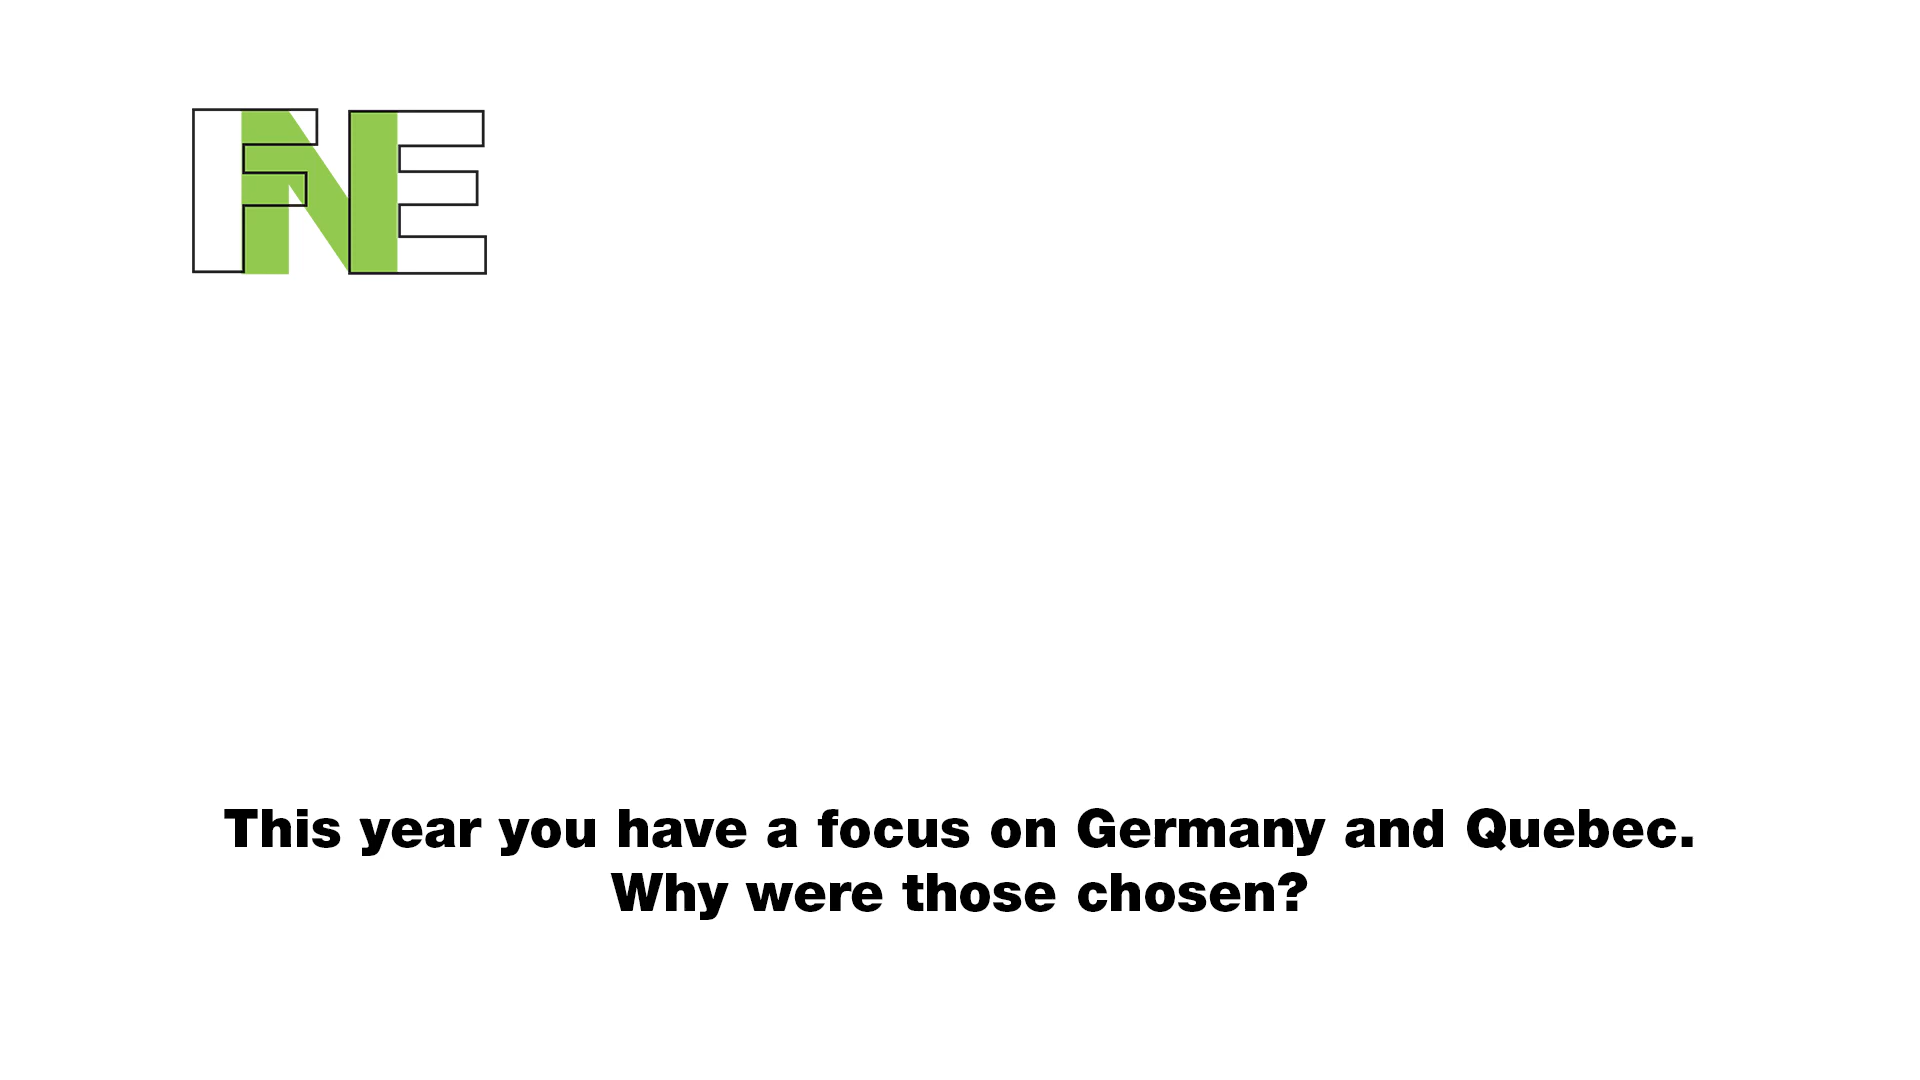 FNE
This year you have a focus on Germany and Quebec.
Why were those chosen?